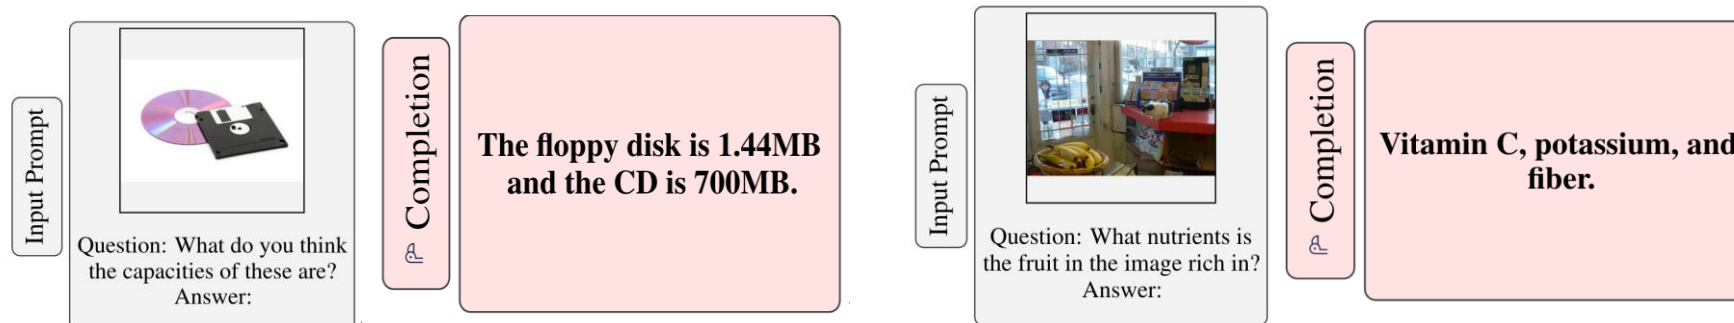 Input Prompt
Question: What do you think
the capacities of these are?
Answer:
Completion
The floppy disk is 1.44MB
and the CD is 700MB.
Input Prompt
Question: What nutrients is
the fruit in the image rich in?
Answer:
Completion
Vitamin C, potassium, and
fiber.